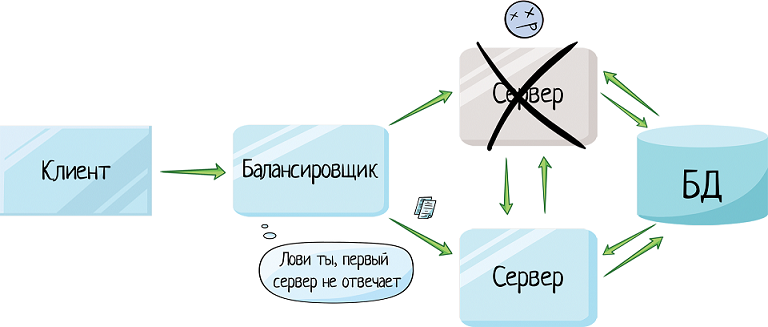 Сервер
Клиент
Балансировщик
БД
Лови ты, первый
сервер не отвечает
Сервер